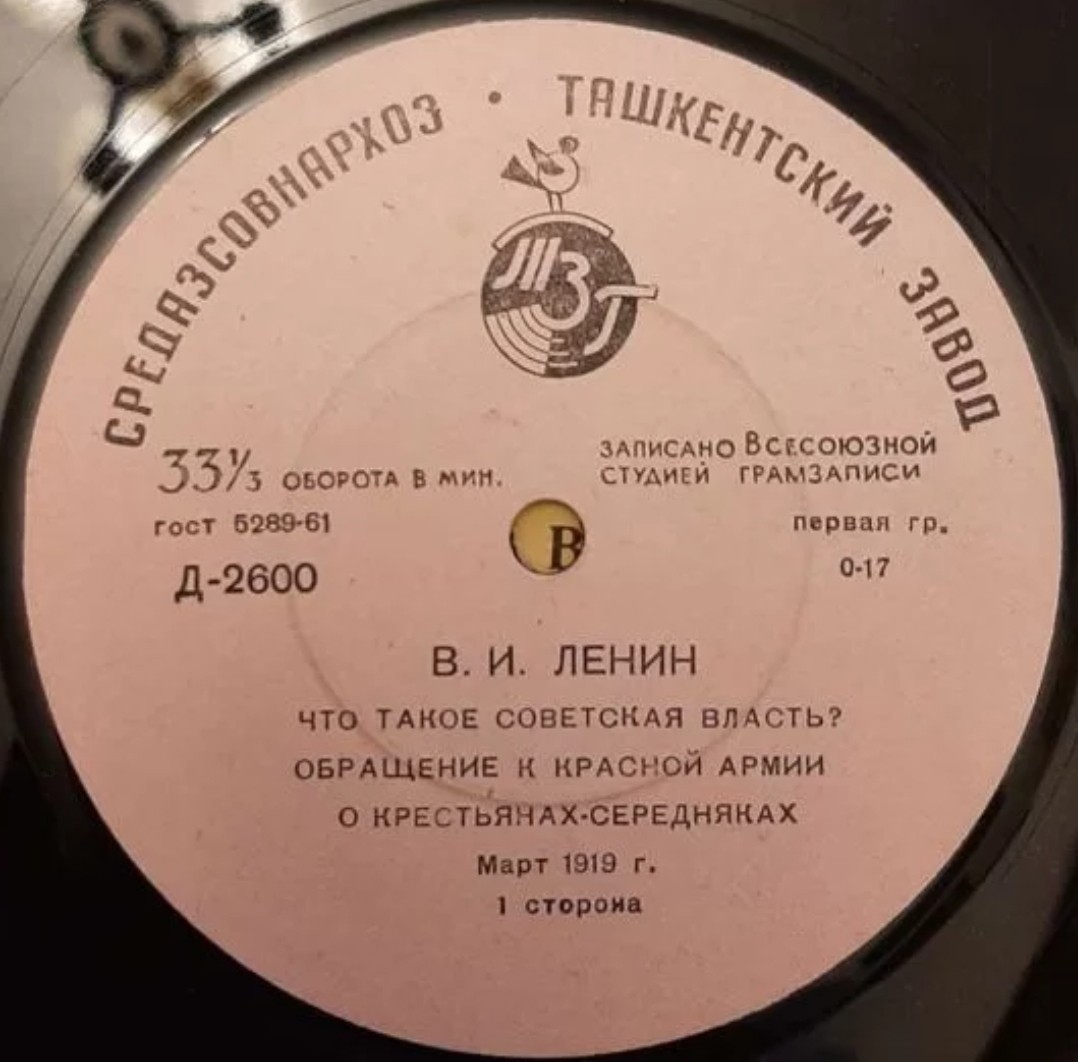 СРЕДАЗСОВНАРХОЗ • ТАШКЕНТСКИЙ ЗАВОД
ТЗГ
33⅓ ОБОРОТА В МИН.
ЗАПИСАНО ВСЕСОЮЗНОЙ
СТУДИЕЙ ГРАМЗАПИСИ
ГОСТ 5289-61
первая гр.
Д-2600
0-17
В
В. И. ЛЕНИН
ЧТО ТАКОЕ СОВЕТСКАЯ ВЛАСТЬ?
ОБРАЩЕНИЕ К КРАСНОЙ АРМИИ
О КРЕСТЬЯНАХ-СЕРЕДНЯКАХ
Март 1919 г.
1 сторона